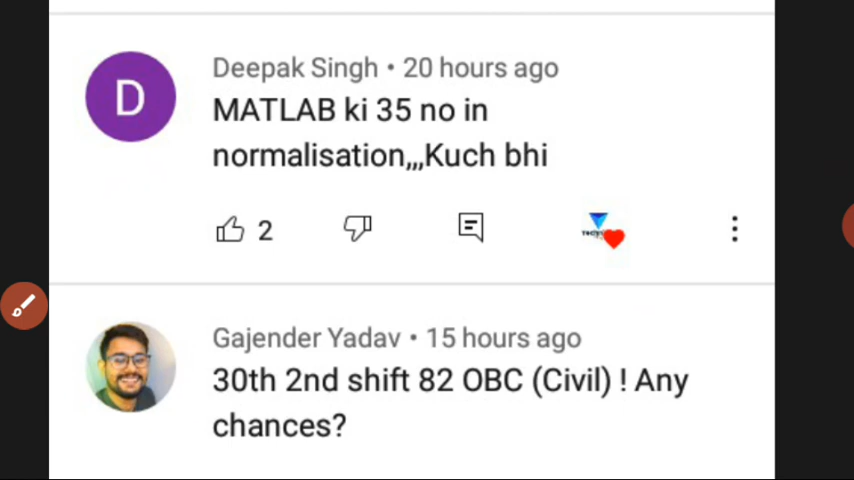 D
Deepak Singh • 20 hours ago
MATLAB ki 35 no in
normalisation,,,Kuch bhi
2
Gajender Yadav • 15 hours ago
30th 2nd shift 82 OBC (Civil) ! Any
chances?